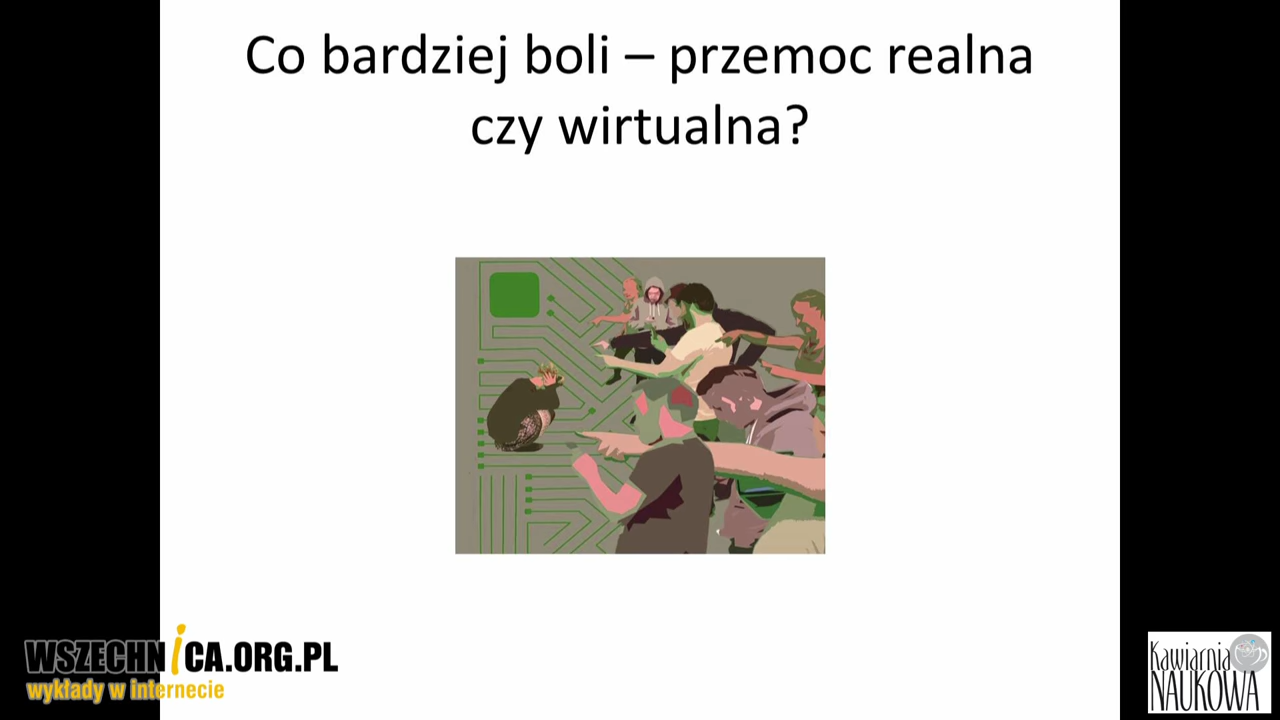 Co bardziej boli – przemoc realna
czy wirtualna?
WSZECHNICA.ORG.PL
wykłady w internecie
Kawiarnia
NAUKOWA